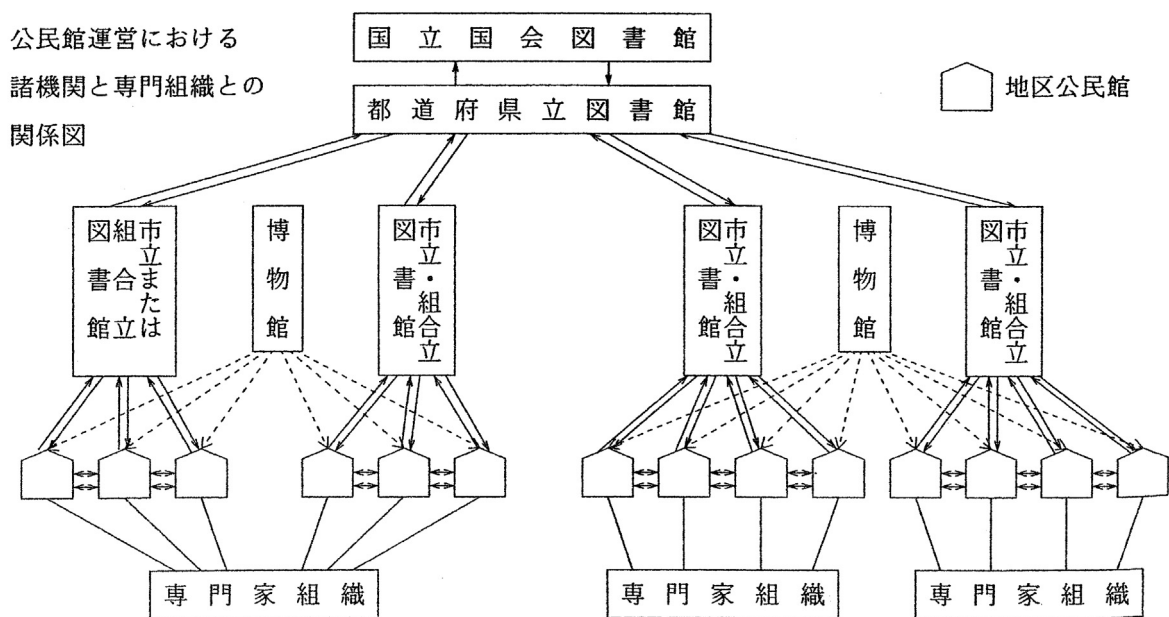 公民館運営における
諸機関と専門組織との
関係図
国立国会図書館
都道府県立図書館
地区公民館
市立または
組合立
図書館
博物館
市立・組合立
図書館
市立・組合立
図書館
博物館
市立・組合立
図書館
専門家組織
専門家組織
専門家組織